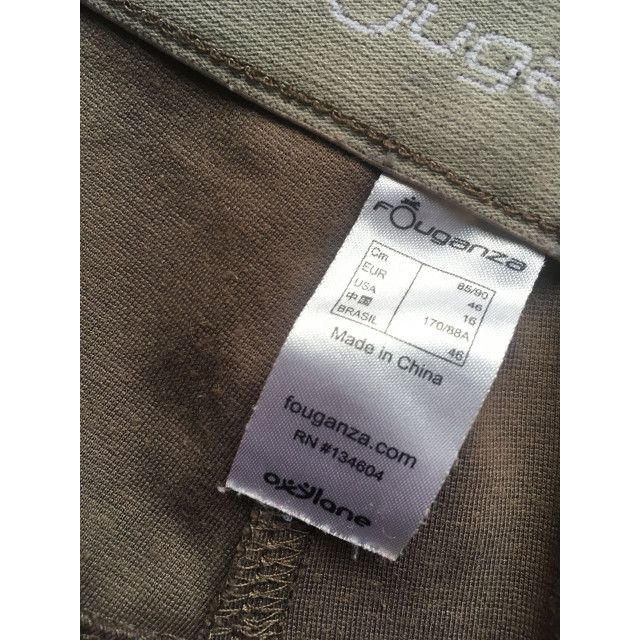 ouga
Fouganza
Cm 85/90
EUR 46
USA 16
中国 170/88A
BRASIL 46
Made in China
fouganza.com
RN #134604
oxylane